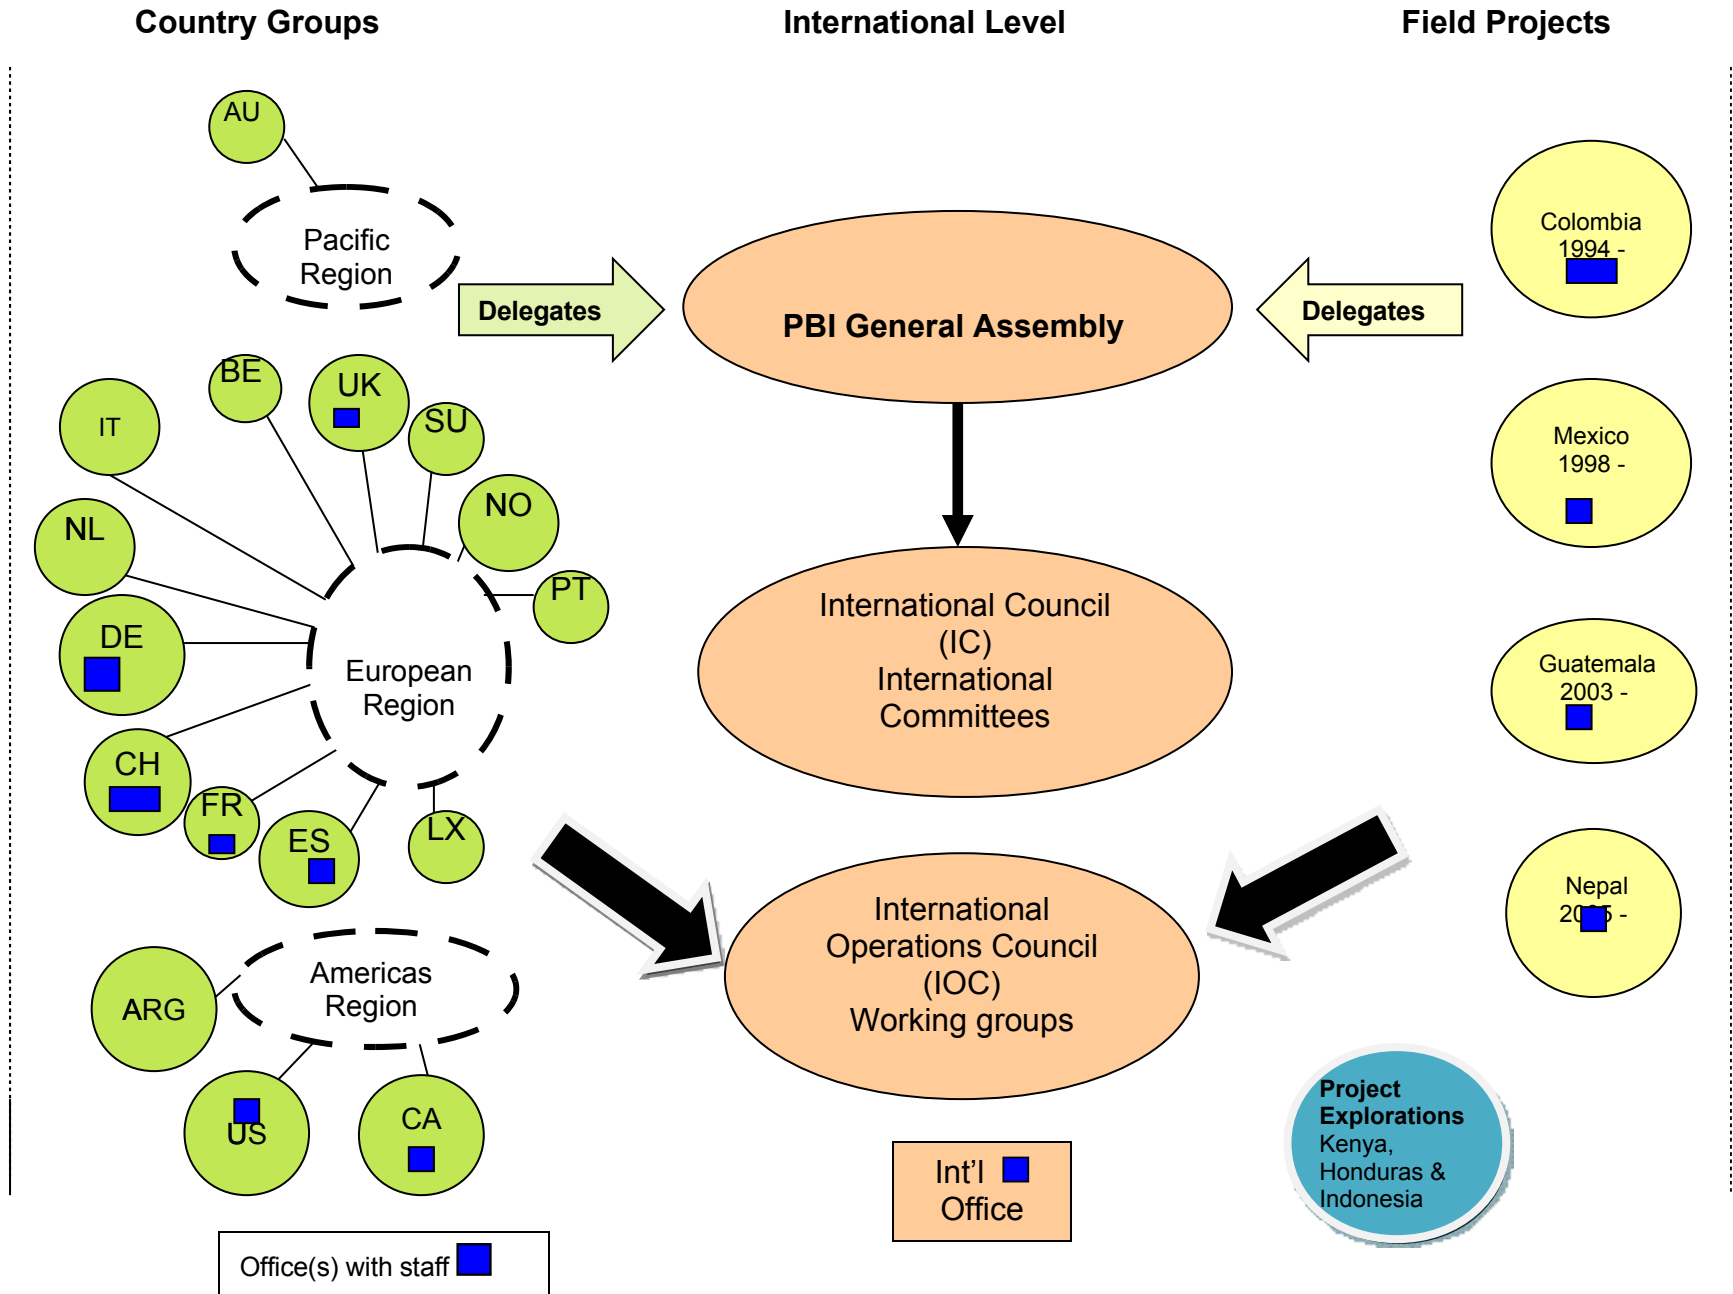 Country Groups
International Level
Field Projects
AU
Pacific
Region
Delegates
PBI General Assembly
Delegates
Colombia
1994 -
BE
UK
SU
IT
NO
NL
PT
DE
European
Region
CH
FR
ES
LX
Mexico
1998 -
International Council
(IC)
International
Committees
Guatemala
2003 -
International
Operations Council
(IOC)
Working groups
Nepal
Americas
Region
ARG
US
CA
Project
Explorations
Kenya,
Honduras &
Indonesia
Int'l
Office
Office(s) with staff